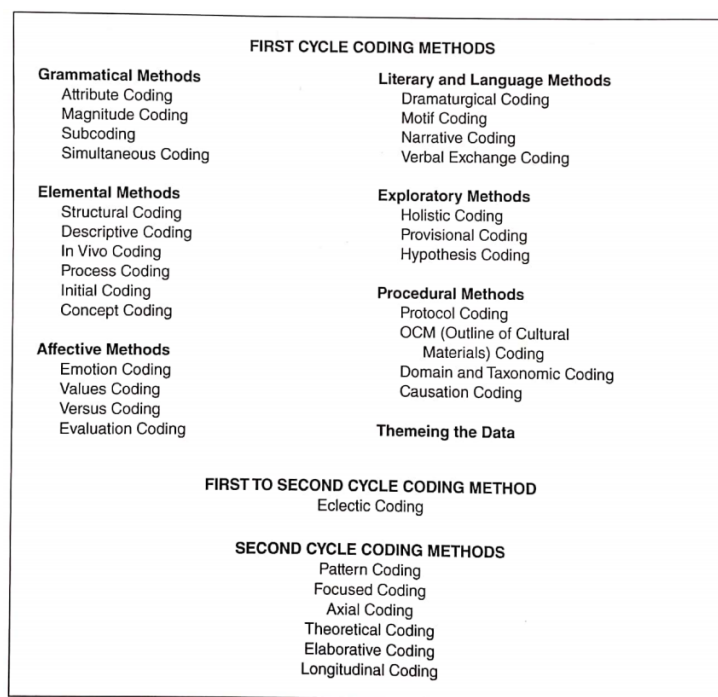 FIRST CYCLE CODING METHODS
Grammatical Methods
Attribute Coding
Magnitude Coding
Subcoding
Simultaneous Coding
Elemental Methods
Structural Coding
Descriptive Coding
In Vivo Coding
Process Coding
Initial Coding
Concept Coding
Affective Methods
Emotion Coding
Values Coding
Versus Coding
Evaluation Coding
Literary and Language Methods
Dramaturgical Coding
Motif Coding
Narrative Coding
Verbal Exchange Coding
Exploratory Methods
Holistic Coding
Provisional Coding
Hypothesis Coding
Procedural Methods
Protocol Coding
OCM (Outline of Cultural
Materials) Coding
Domain and Taxonomic Coding
Causation Coding
Themeing the Data
FIRST TO SECOND CYCLE CODING METHOD
Eclectic Coding
SECOND CYCLE CODING METHODS
Pattern Coding
Focused Coding
Axial Coding
Theoretical Coding
Elaborative Coding
Longitudinal Coding